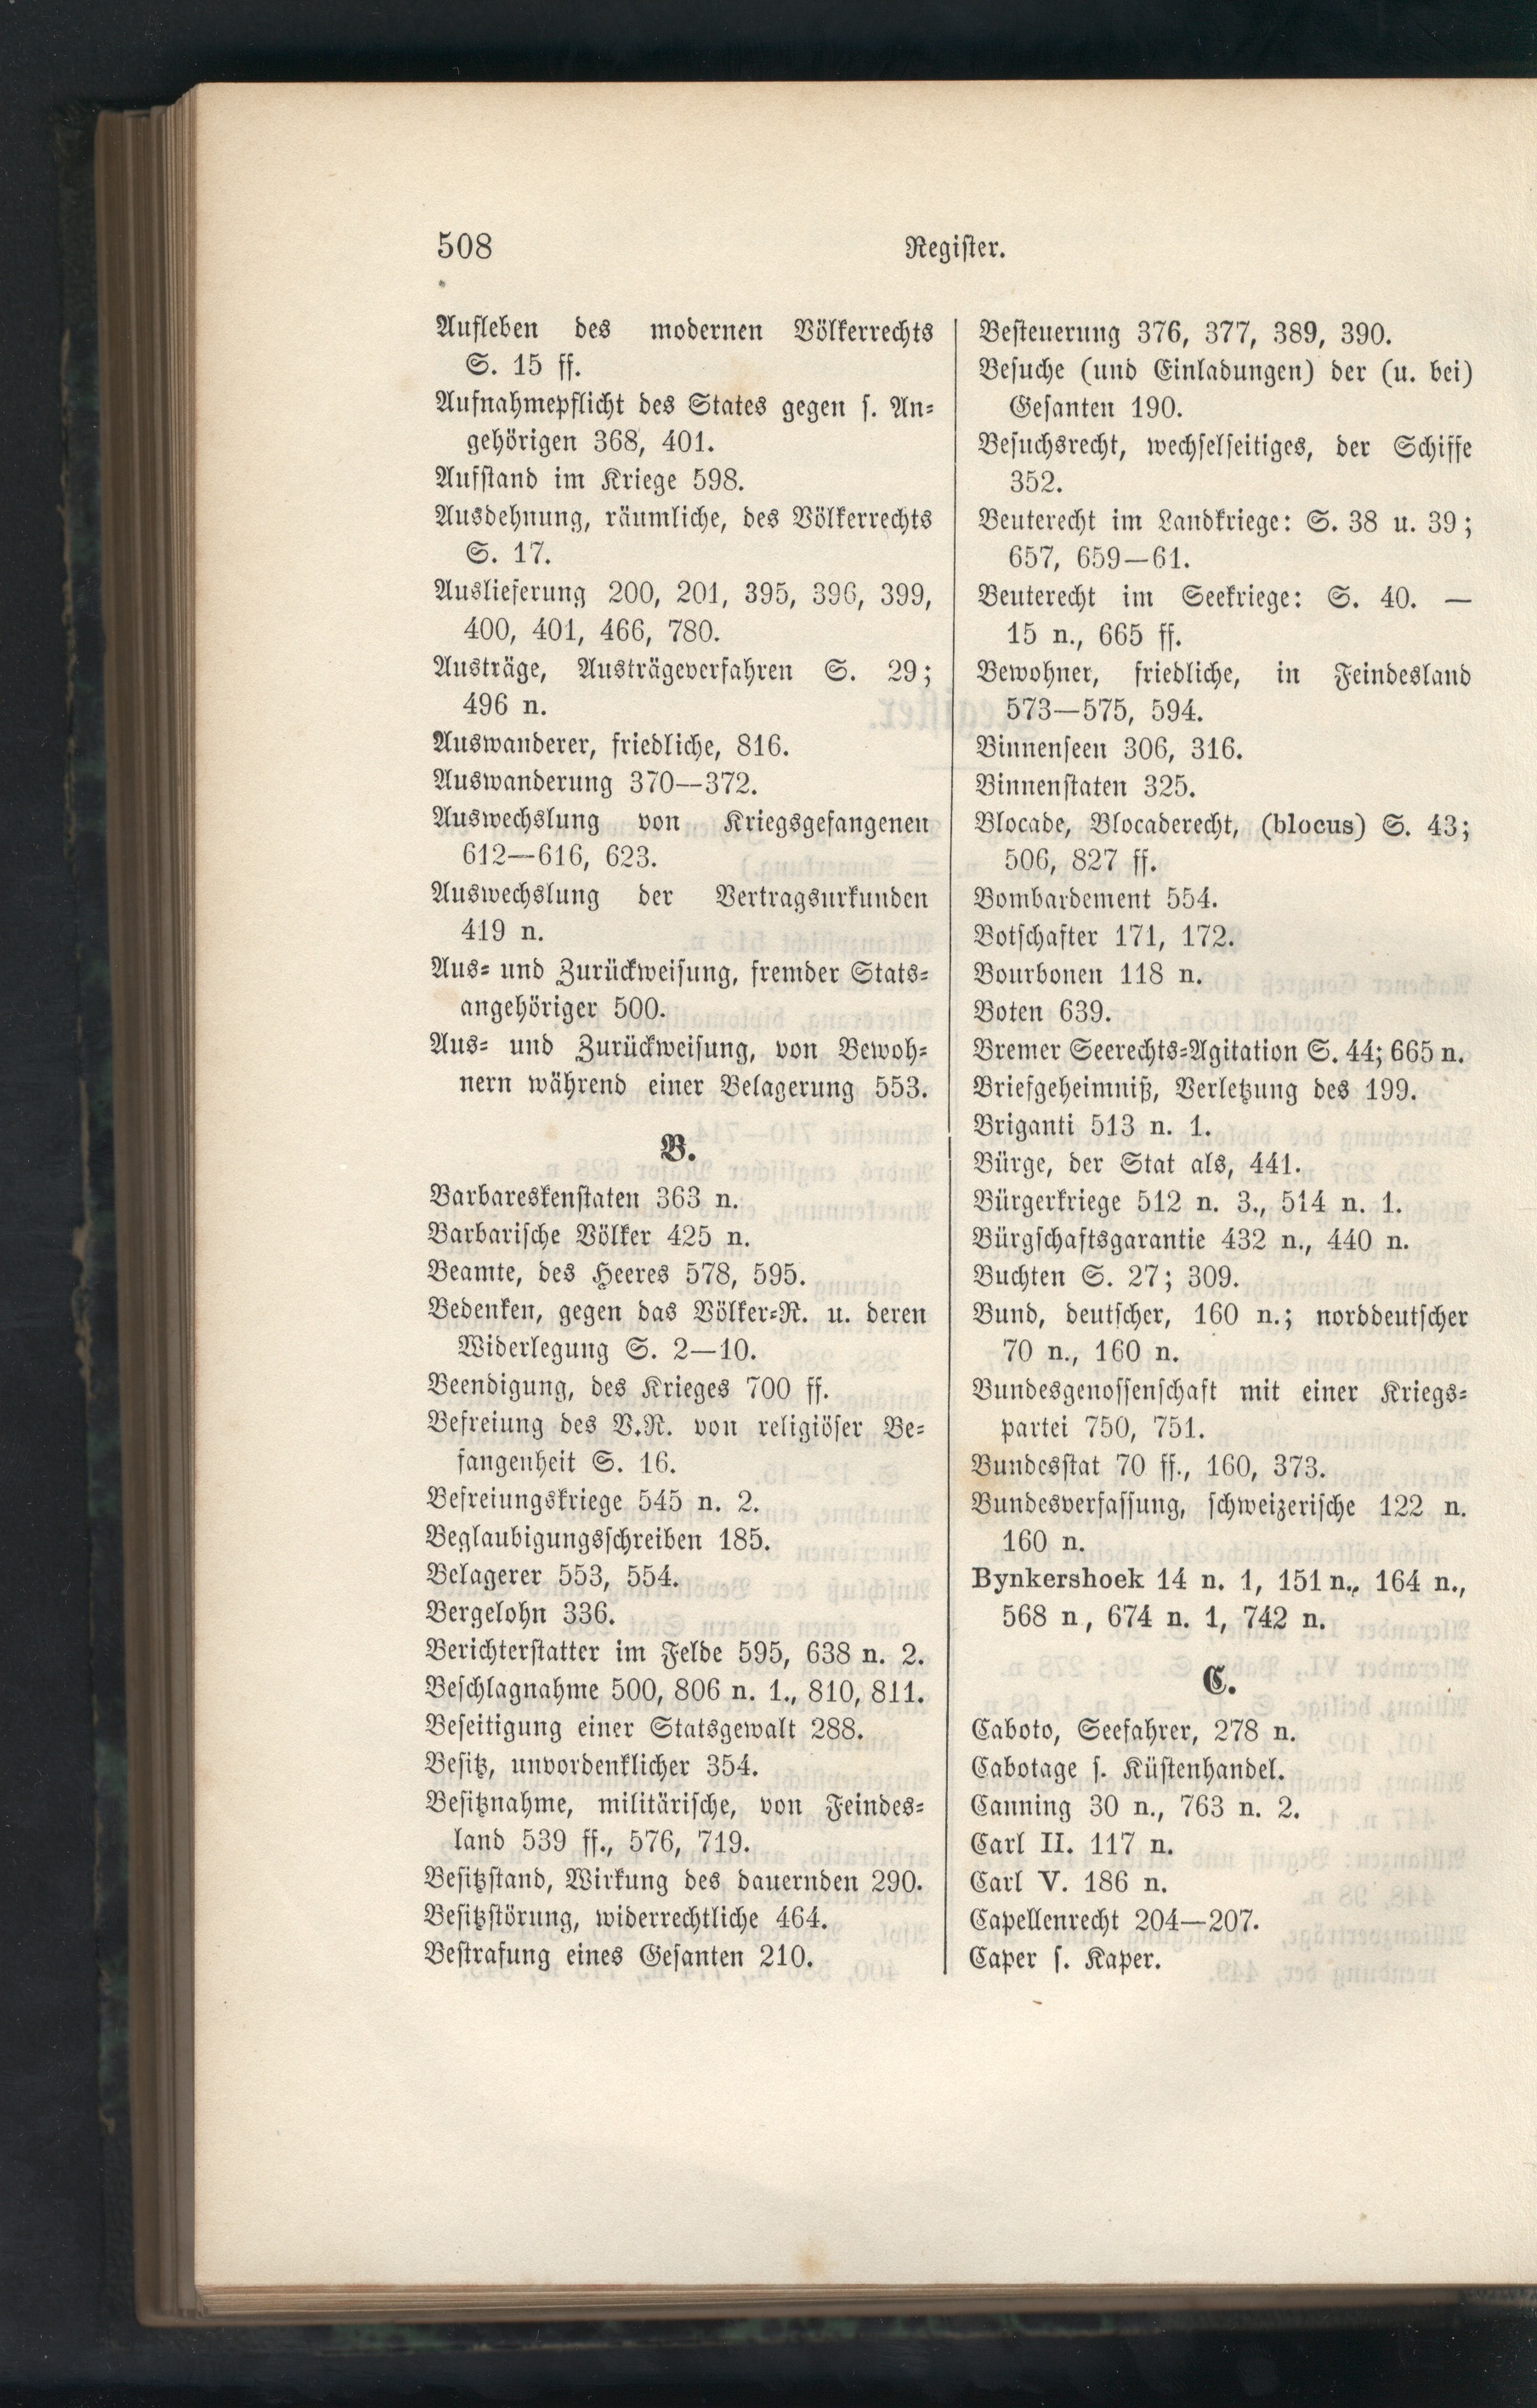 508
Register.
Aufleben des modernen Völkerrechts
S. 15 ff.
Aufnahmepflicht des States gegen s. An-
gehörigen 368, 401.
Aufstand im Kriege 598.
Ausdehnung, räumliche, des Völkerrechts
S. 17.
Auslieferung 200, 201, 395, 396, 399,
400, 401, 466, 780.
Austräge, Austrägeverfahren S. 29;
496 n.
Auswanderer, friedliche, 816.
Auswanderung 370—372.
Auswechslung von Kriegsgefangenen
612—616, 623.
Auswechslung der Vertragsurkunden
419 n.
Aus- und Zurückweisung, fremder Stats-
angehöriger 500.
Aus- und Zurückweisung, von Bewoh-
nern während einer Belagerung 553.
B.
Barbareskenstaten 363 n.
Barbarische Völker 425 n.
Beamte, des Heeres 578, 595.
Bedenken, gegen das Völker-R. u. deren
Widerlegung S. 2—10.
Beendigung, des Krieges 700 ff.
Befreiung des V.R. von religiöser Be-
fangenheit S. 16.
Befreiungskriege 545 n. 2.
Beglaubigungsschreiben 185.
Belagerer 553, 554.
Bergelohn 336.
Berichterstatter im Felde 595, 638 n. 2.
Beschlagnahme 500, 806 n. 1., 810, 811.
Beseitigung einer Statsgewalt 288.
Besitz, unvordenklicher 354.
Besitznahme, militärische, von Feindes-
land 539 ff., 576, 719.
Besitzstand, Wirkung des dauernden 290.
Besitzstörung, widerrechtliche 464.
Bestrafung eines Gesanten 210.
Besteuerung 376, 377, 389, 390.
Besuche (und Einladungen) der (u. bei)
Gesanten 190.
Besuchsrecht, wechselseitiges, der Schiffe
352.
Beuterecht im Landkriege: S. 38 u. 39;
657, 659—61.
Beuterecht im Seekriege: S. 40. —
15 n., 665 ff.
Bewohner, friedliche, in Feindesland
573—575, 594.
Binnenseen 306, 316.
Binnenstaten 325.
Blocade, Blocaderecht, (blocus) S. 43;
506, 827 ff.
Bombardement 554.
Botschafter 171, 172.
Bourbonen 118 n.
Boten 639.
Bremer Seerechts-Agitation S. 44; 665 n.
Briefgeheimniß, Verletzung des 199.
Briganti 513 n. 1.
Bürge, der Stat als, 441.
Bürgerkriege 512 n. 3., 514 n. 1.
Bürgschaftsgarantie 432 n., 440 n.
Buchten S. 27; 309.
Bund, deutscher, 160 n.; norddeutscher
70 n., 160 n.
Bundesgenossenschaft mit einer Kriegs-
partei 750, 751.
Bundesstat 70 ff., 160, 373.
Bundesverfassung, schweizerische 122 n.
160 n.
Bynkershoek 14 n. 1, 151 n., 164 n.,
568 n, 674 n. 1, 742 n.
C.
Caboto, Seefahrer, 278 n.
Cabotage s. Küstenhandel.
Canning 30 n., 763 n. 2.
Carl II. 117 n.
Carl V. 186 n.
Capellenrecht 204—207.
Caper s. Kaper.